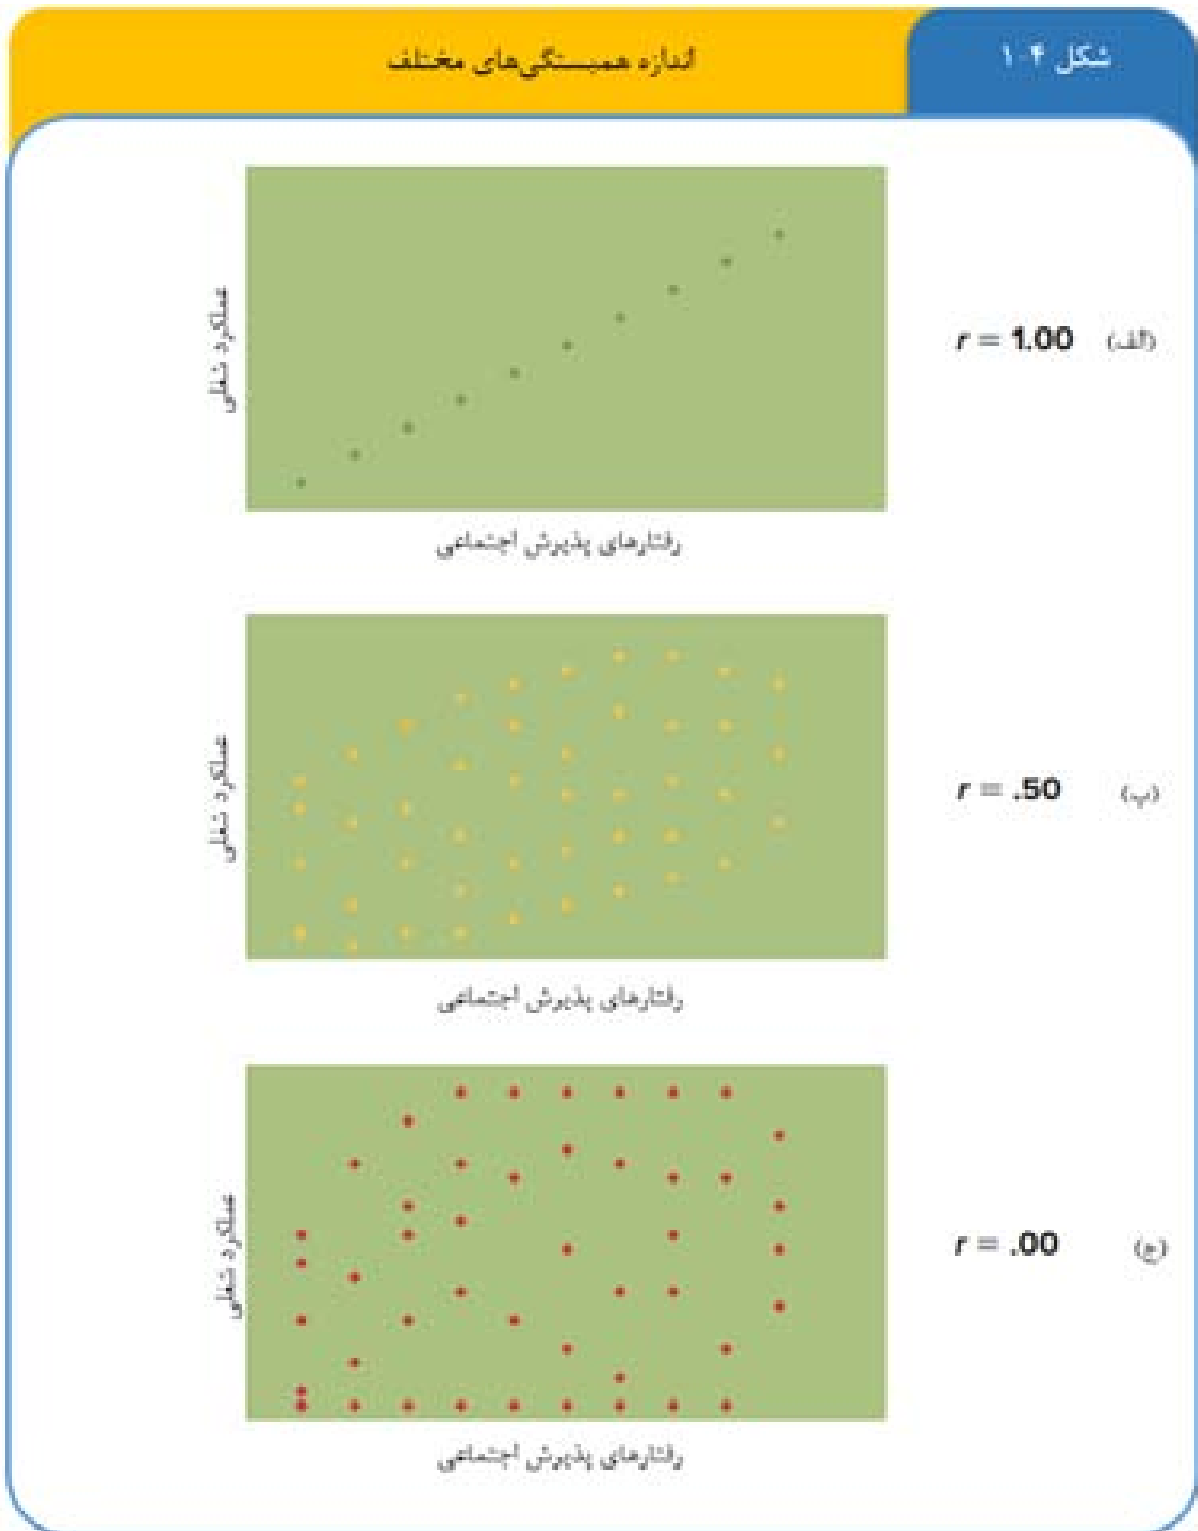 شکل ۴-۱
اندازه همبستگی‌های مختلف
(الف) r = 1.00
عملکرد شغلی
رفتارهای پذیرش اجتماعی
(ب) r = .50
عملکرد شغلی
رفتارهای پذیرش اجتماعی
(ج) r = .00
عملکرد شغلی
رفتارهای پذیرش اجتماعی